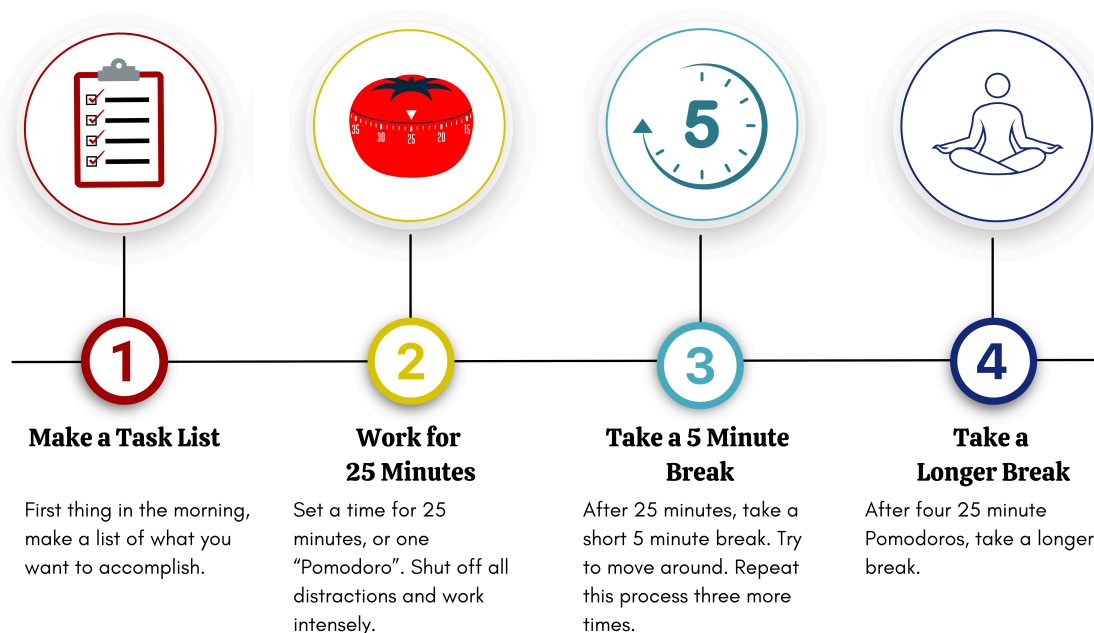 35 30 25 20 15
5
1
2
3
4
Make a Task List
First thing in the morning,
make a list of what you
want to accomplish.
Work for
25 Minutes
Set a time for 25
minutes, or one
“Pomodoro”. Shut off all
distractions and work
intensely.
Take a 5 Minute
Break
After 25 minutes, take a
short 5 minute break. Try
to move around. Repeat
this process three more
times.
Take a
Longer Break
After four 25 minute
Pomodoros, take a longer
break.